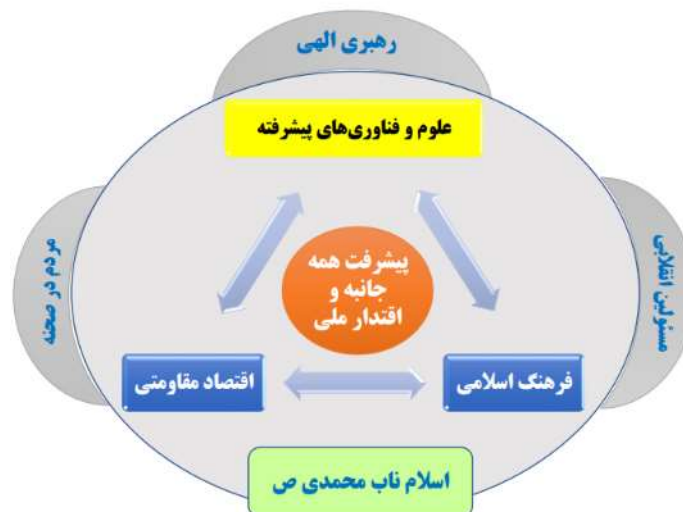 رهبری الهی
علوم و فناوری‌های پیشرفته
مسئولین انقلابی
مردم در صحنه
پیشرفت همه
جانبه و
اقتدار ملی
فرهنگ اسلامی
اقتصاد مقاومتی
اسلام ناب محمدی ص